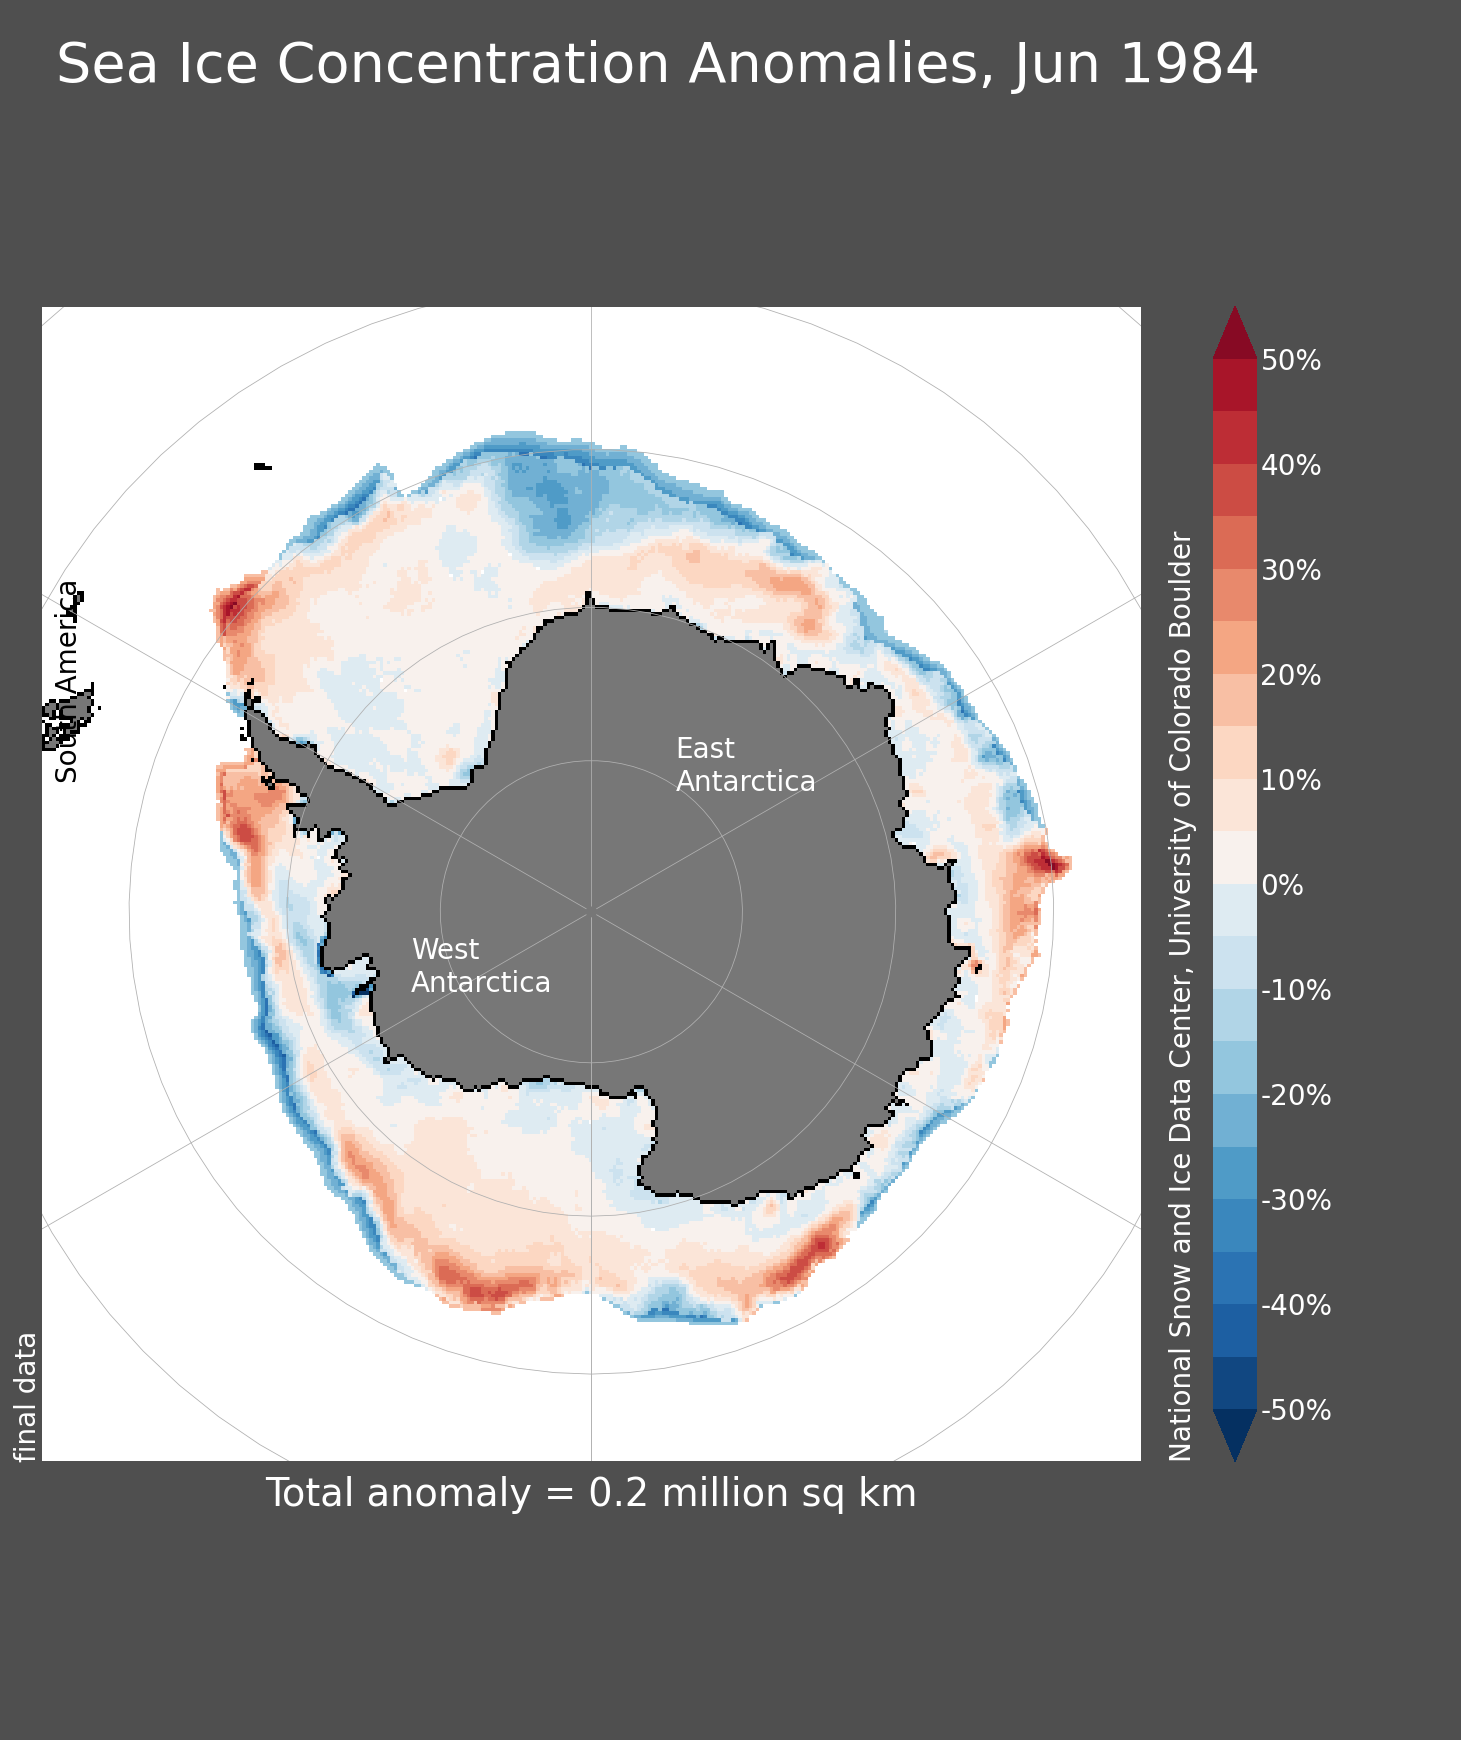 Sea Ice Concentration Anomalies, Jun 1984
South America
East
Antarctica
West
Antarctica
50%
40%
30%
20%
10%
0%
-10%
-20%
-30%
-40%
-50%
National Snow and Ice Data Center, University of Colorado Boulder
final data
Total anomaly = 0.2 million sq km